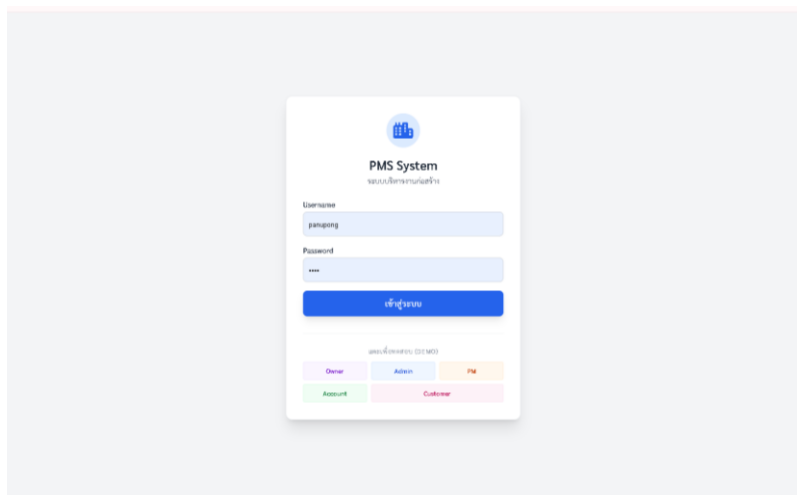 PMS System
ระบบบริหารงานก่อสร้าง
Username
panupong
Password
••••
เข้าสู่ระบบ
(DEMO)
Owner
Admin
PM
Account
Customer